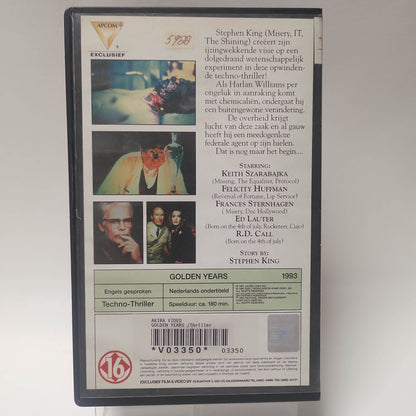 APCOM
EXCLUSIEF
Stephen King (Misery, IT,
The Shining) creëert zijn
ijzingwekkende visie op een
dolgedraaid wetenschappelijk
experiment in deze opwinden-
de techno-thriller!
Als Harlan Williams per
ongeluk in aanraking komt
met chemicaliën, ondergaat hij
een buitengewone verandering.
De overheid krijgt
lucht van deze zaak en al gauw
heeft hij een meedogenloze
federale agent op zijn hielen!
Dat is nog maar het begin....
STARRING:
KEITH SZARABAJKA
(Missing, The Equalizer, Protocol)
FELICITY HUFFMAN
(Reversal of Fortune, Lip Service)
FRANCES STERNHAGEN
( Misery, Doc Hollywood)
ED LAUTER
(Born on the 4th of july, Rocketeer, Cujo)
R.D. CALL
(Born on the 4th of july)
STORY BY:
STEPHEN KING
GOLDEN YEARS 1993
Engels gesproken Nederlands ondertiteld
Techno-Thriller Speelduur: ca. 180 min.
AKIRA VIDEO
GOLDEN YEARS /Thriller
*V03350* 03350
16